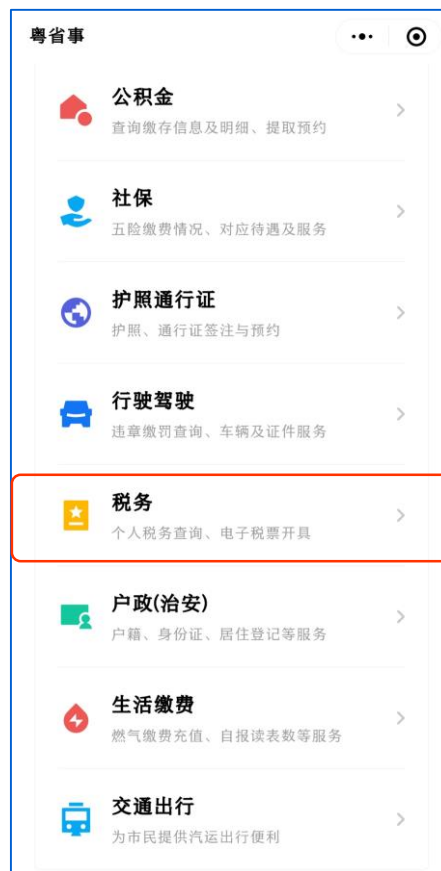 粤省事
公积金
查询缴存信息及明细、提取预约
社保
五险缴费情况、对应待遇及服务
护照通行证
护照、通行证签注与预约
行驶驾驶
违章缴罚查询、车辆及证件服务
税务
个人税务查询、电子税票开具
户政(治安)
户籍、身份证、居住登记等服务
生活缴费
燃气缴费充值、自报读表数等服务
交通出行
为市民提供汽运出行便利